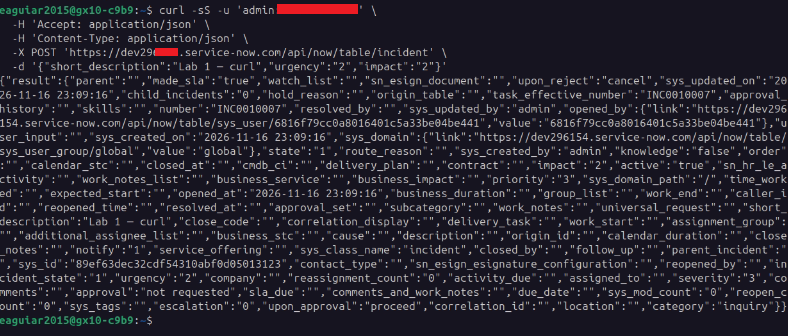 eaguiar2015@gx10-c9b9:~$ curl -sS -u 'admin ' \
-H 'Accept: application/json' \
-H 'Content-Type: application/json' \
-X POST 'https://dev296 .service-now.com/api/now/table/incident' \
-d '{"short_description":"Lab 1 — curl","urgency":"2","impact":"2"}'
{"result":{"parent":"","made_sla":"true","watch_list":"","sn_esign_document":"","upon_reject":"cancel","sys_updated_on":"20
26-11-16 23:09:16","child_incidents":"0","hold_reason":"","origin_table":"","task_effective_number":"INC0010007","approval_
history":"","skills":"","number":"INC0010007","resolved_by":"","sys_updated_by":"admin","opened_by":{"link":"https://dev296
154.service-now.com/api/now/table/sys_user/6816f79cc0a8016401c5a33be04be441","value":"6816f79cc0a8016401c5a33be04be441"},"u
ser_input":"","sys_created_on":"2026-11-16 23:09:16","sys_domain":{"link":"https://dev296154.service-now.com/api/now/table/
sys_user_group/global","value":"global"},"state":"1","route_reason":"","sys_created_by":"admin","knowledge":"false","order"
:"","calendar_stc":"","closed_at":"","cmdb_ci":"","delivery_plan":"","contract":"","impact":"2","active":"true","sn_hr_le_a
ctivity":"","work_notes_list":"","business_service":"","business_impact":"","priority":"3","sys_domain_path":"/","time_work
ed":"","expected_start":"","opened_at":"2026-11-16 23:09:16","business_duration":"","group_list":"","work_end":"","caller_i
d":"","reopened_time":"","resolved_at":"","approval_set":"","subcategory":"","work_notes":"","universal_request":"","short_
description":"Lab 1 — curl","close_code":"","correlation_display":"","delivery_task":"","work_start":"","assignment_group":
"","additional_assignee_list":"","business_stc":"","cause":"","description":"","origin_id":"","calendar_duration":"","close
_notes":"","notify":"1","service_offering":"","sys_class_name":"incident","closed_by":"","follow_up":"","parent_incident":"
","sys_id":"89ef63dec32cdf54310abf0d05013123","contact_type":"","sn_esign_esignature_configuration":"","reopened_by":"","in
cident_state":"1","urgency":"2","company":"","reassignment_count":"0","activity_due":"","assigned_to":"","severity":"3","co
mments":"","approval":"not requested","sla_due":"","comments_and_work_notes":"","due_date":"","sys_mod_count":"0","reopen_c
ount":"0","sys_tags":"","escalation":"0","upon_approval":"proceed","correlation_id":"","location":"","category":"inquiry"}}
eaguiar2015@gx10-c9b9:~$